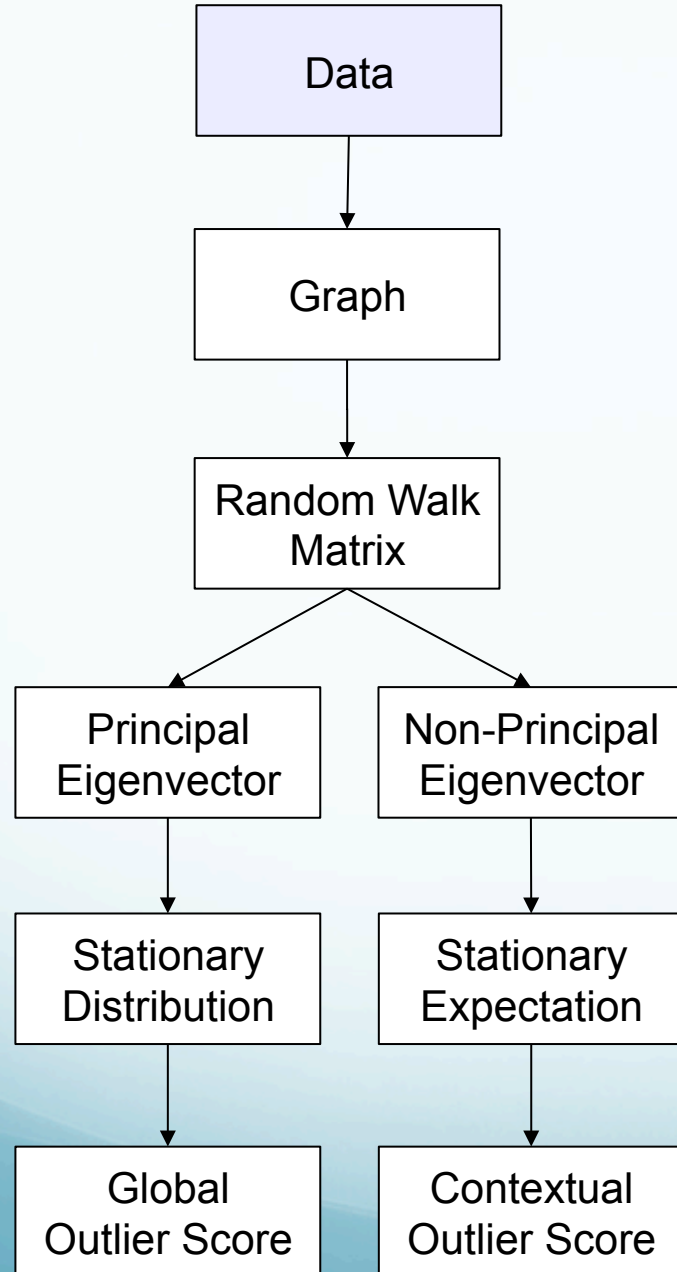 Data
Graph
Random Walk
Matrix
Principal
Eigenvector
Non-Principal
Eigenvector
Stationary
Distribution
Stationary
Expectation
Global
Outlier Score
Contextual
Outlier Score